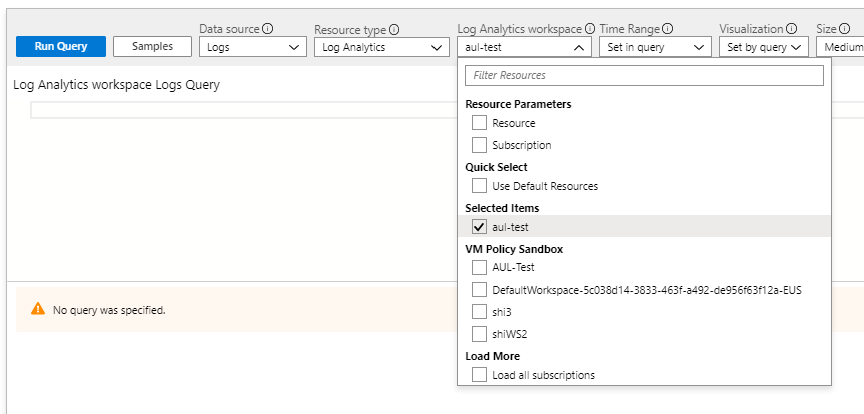 Data source
Resource type
Log Analytics workspace
Time Range
Visualization
Size
Run Query
Samples
Logs
Log Analytics
aul-test
Set in query
Set by query
Medium
Log Analytics workspace Logs Query
Filter Resources
Resource Parameters
Resource
Subscription
Quick Select
Use Default Resources
Selected Items
aul-test
VM Policy Sandbox
AUL-Test
DefaultWorkspace-5c038d14-3833-463f-a492-de956f63f12a-EUS
shi3
shiWS2
Load More
Load all subscriptions
No query was specified.